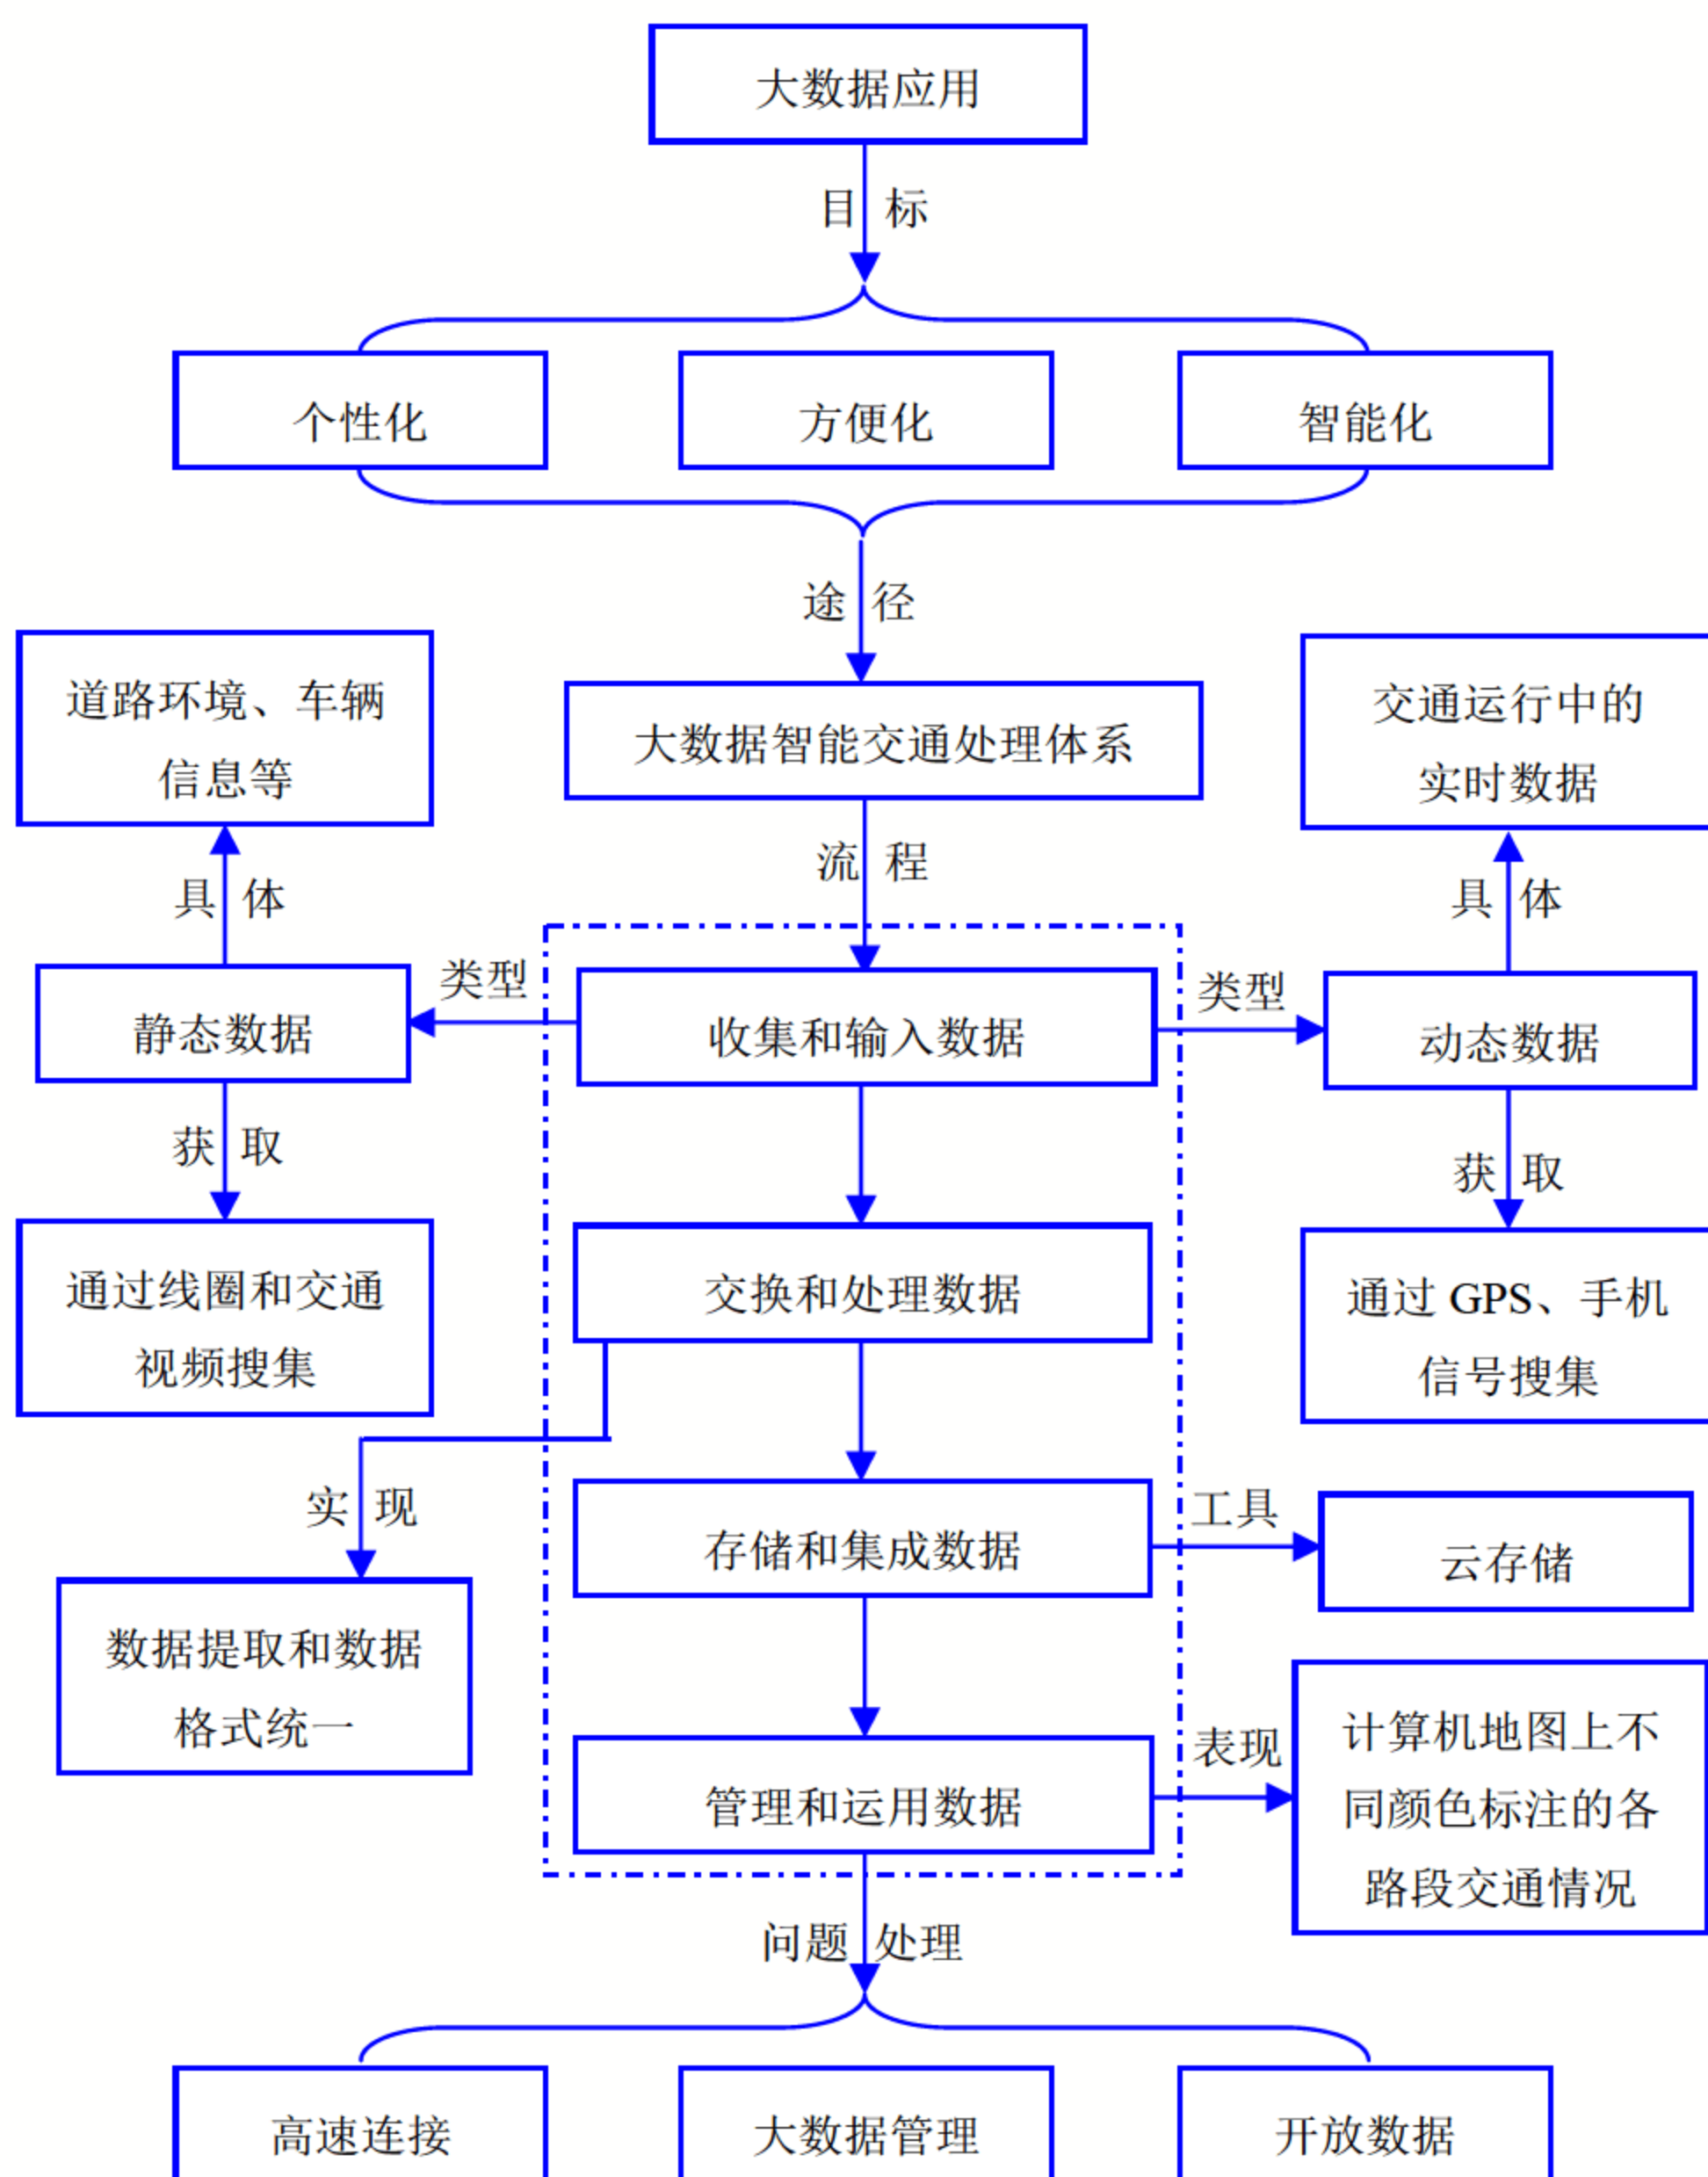 大数据应用
目 标
个性化
方便化
智能化
途 径
道路环境、车辆
信息等
大数据智能交通处理体系
交通运行中的
实时数据
流 程
具 体
具 体
静态数据
类型
收集和输入数据
类型
动态数据
获 取
获 取
通过线圈和交通
视频搜集
交换和处理数据
通过 GPS、手机
信号搜集
实 现
存储和集成数据
工具
云存储
数据提取和数据
格式统一
管理和运用数据
表现
计算机地图上不
同颜色标注的各
路段交通情况
问题 处理
高速连接
大数据管理
开放数据